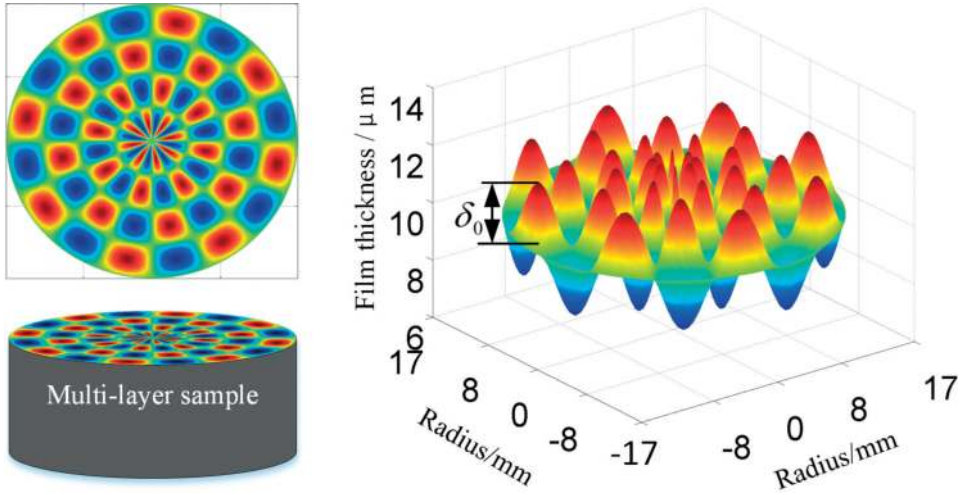 Multi-layer sample
Film thickness / μ m
14
12
10
8
6
δ₀
17
8
0
-8
-17
Radius/mm
-8
0
8
17
Radius/mm